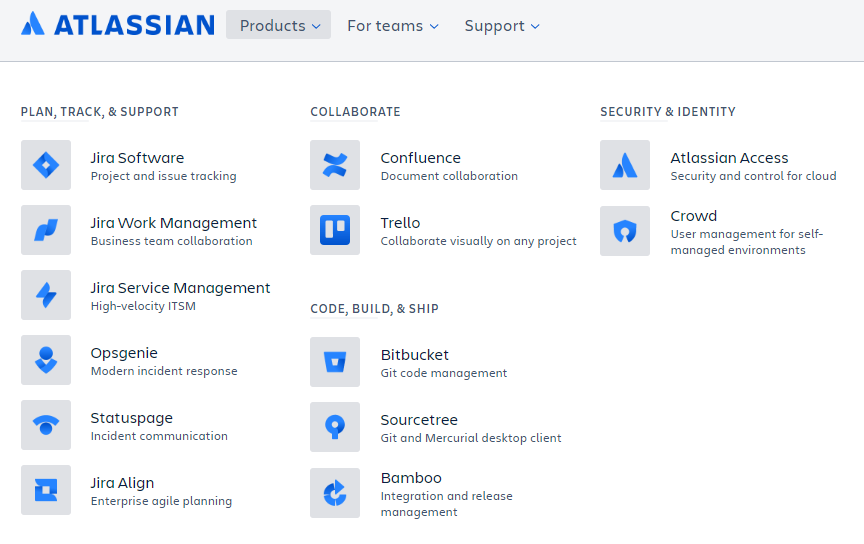 ATLASSIAN
Products
For teams
Support
PLAN, TRACK, & SUPPORT
Jira Software
Project and issue tracking
Jira Work Management
Business team collaboration
Jira Service Management
High-velocity ITSM
Opsgenie
Modern incident response
Statuspage
Incident communication
Jira Align
Enterprise agile planning
COLLABORATE
Confluence
Document collaboration
Trello
Collaborate visually on any project
CODE, BUILD, & SHIP
Bitbucket
Git code management
Sourcetree
Git and Mercurial desktop client
Bamboo
Integration and release
management
SECURITY & IDENTITY
Atlassian Access
Security and control for cloud
Crowd
User management for self-
managed environments